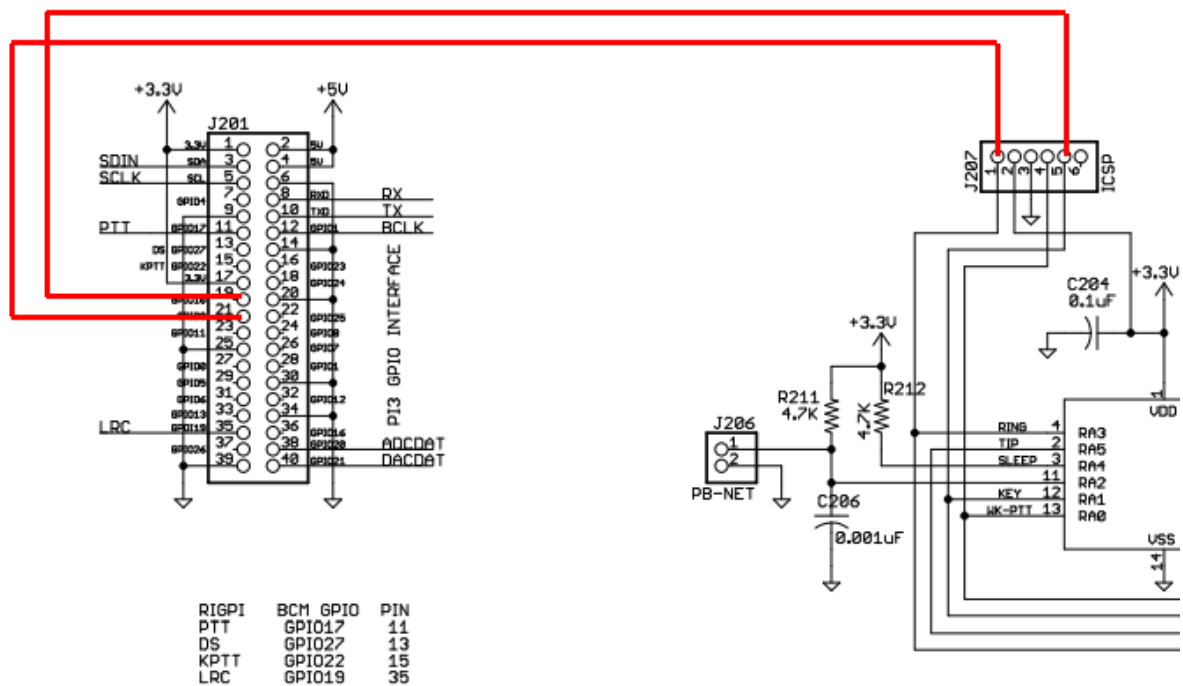 +3.3V +5V
J201
3.3V 1 2 5V
SDIN SDA 3 4 5V
SCLK SCL 5 6
GPIO4 7 8 RXD RX
9 10 TXD TX
PTT GPIO17 11 12 GPIO1 BCLK
DS GPIO27 13 14
KPTT GPIO22 15 16 GPIO23
3.3V 17 18 GPIO24
19 20
21 22 GPIO25
GPIO11 23 24 GPIO8
25 26 GPIO7
GPIO0 27 28 GPIO1
GPIO5 29 30
GPIO6 31 32 GPIO12
GPIO13 33 34
LRC GPIO19 35 36 GPIO16
GPIO26 37 38 GPIO20 ADCDAT
39 40 GPIO21 DACDAT
PI3 GPIO INTERFACE
J207
1 2 3 4 5 6
ICSP
C204
0.1uF
+3.3V
+3.3V
R211
4.7K
R212
4.7K
J206
1
2
PB-NET
C206
0.001uF
1
VDD
RING 4 RA3
TIP 2 RA5
SLEEP 3 RA4
11 RA2
KEY 12 RA1
WK-PTT 13 RA0
VSS
14
RIGPI BCM GPIO PIN
PTT GPIO17 11
DS GPIO27 13
KPTT GPIO22 15
LRC GPIO19 35